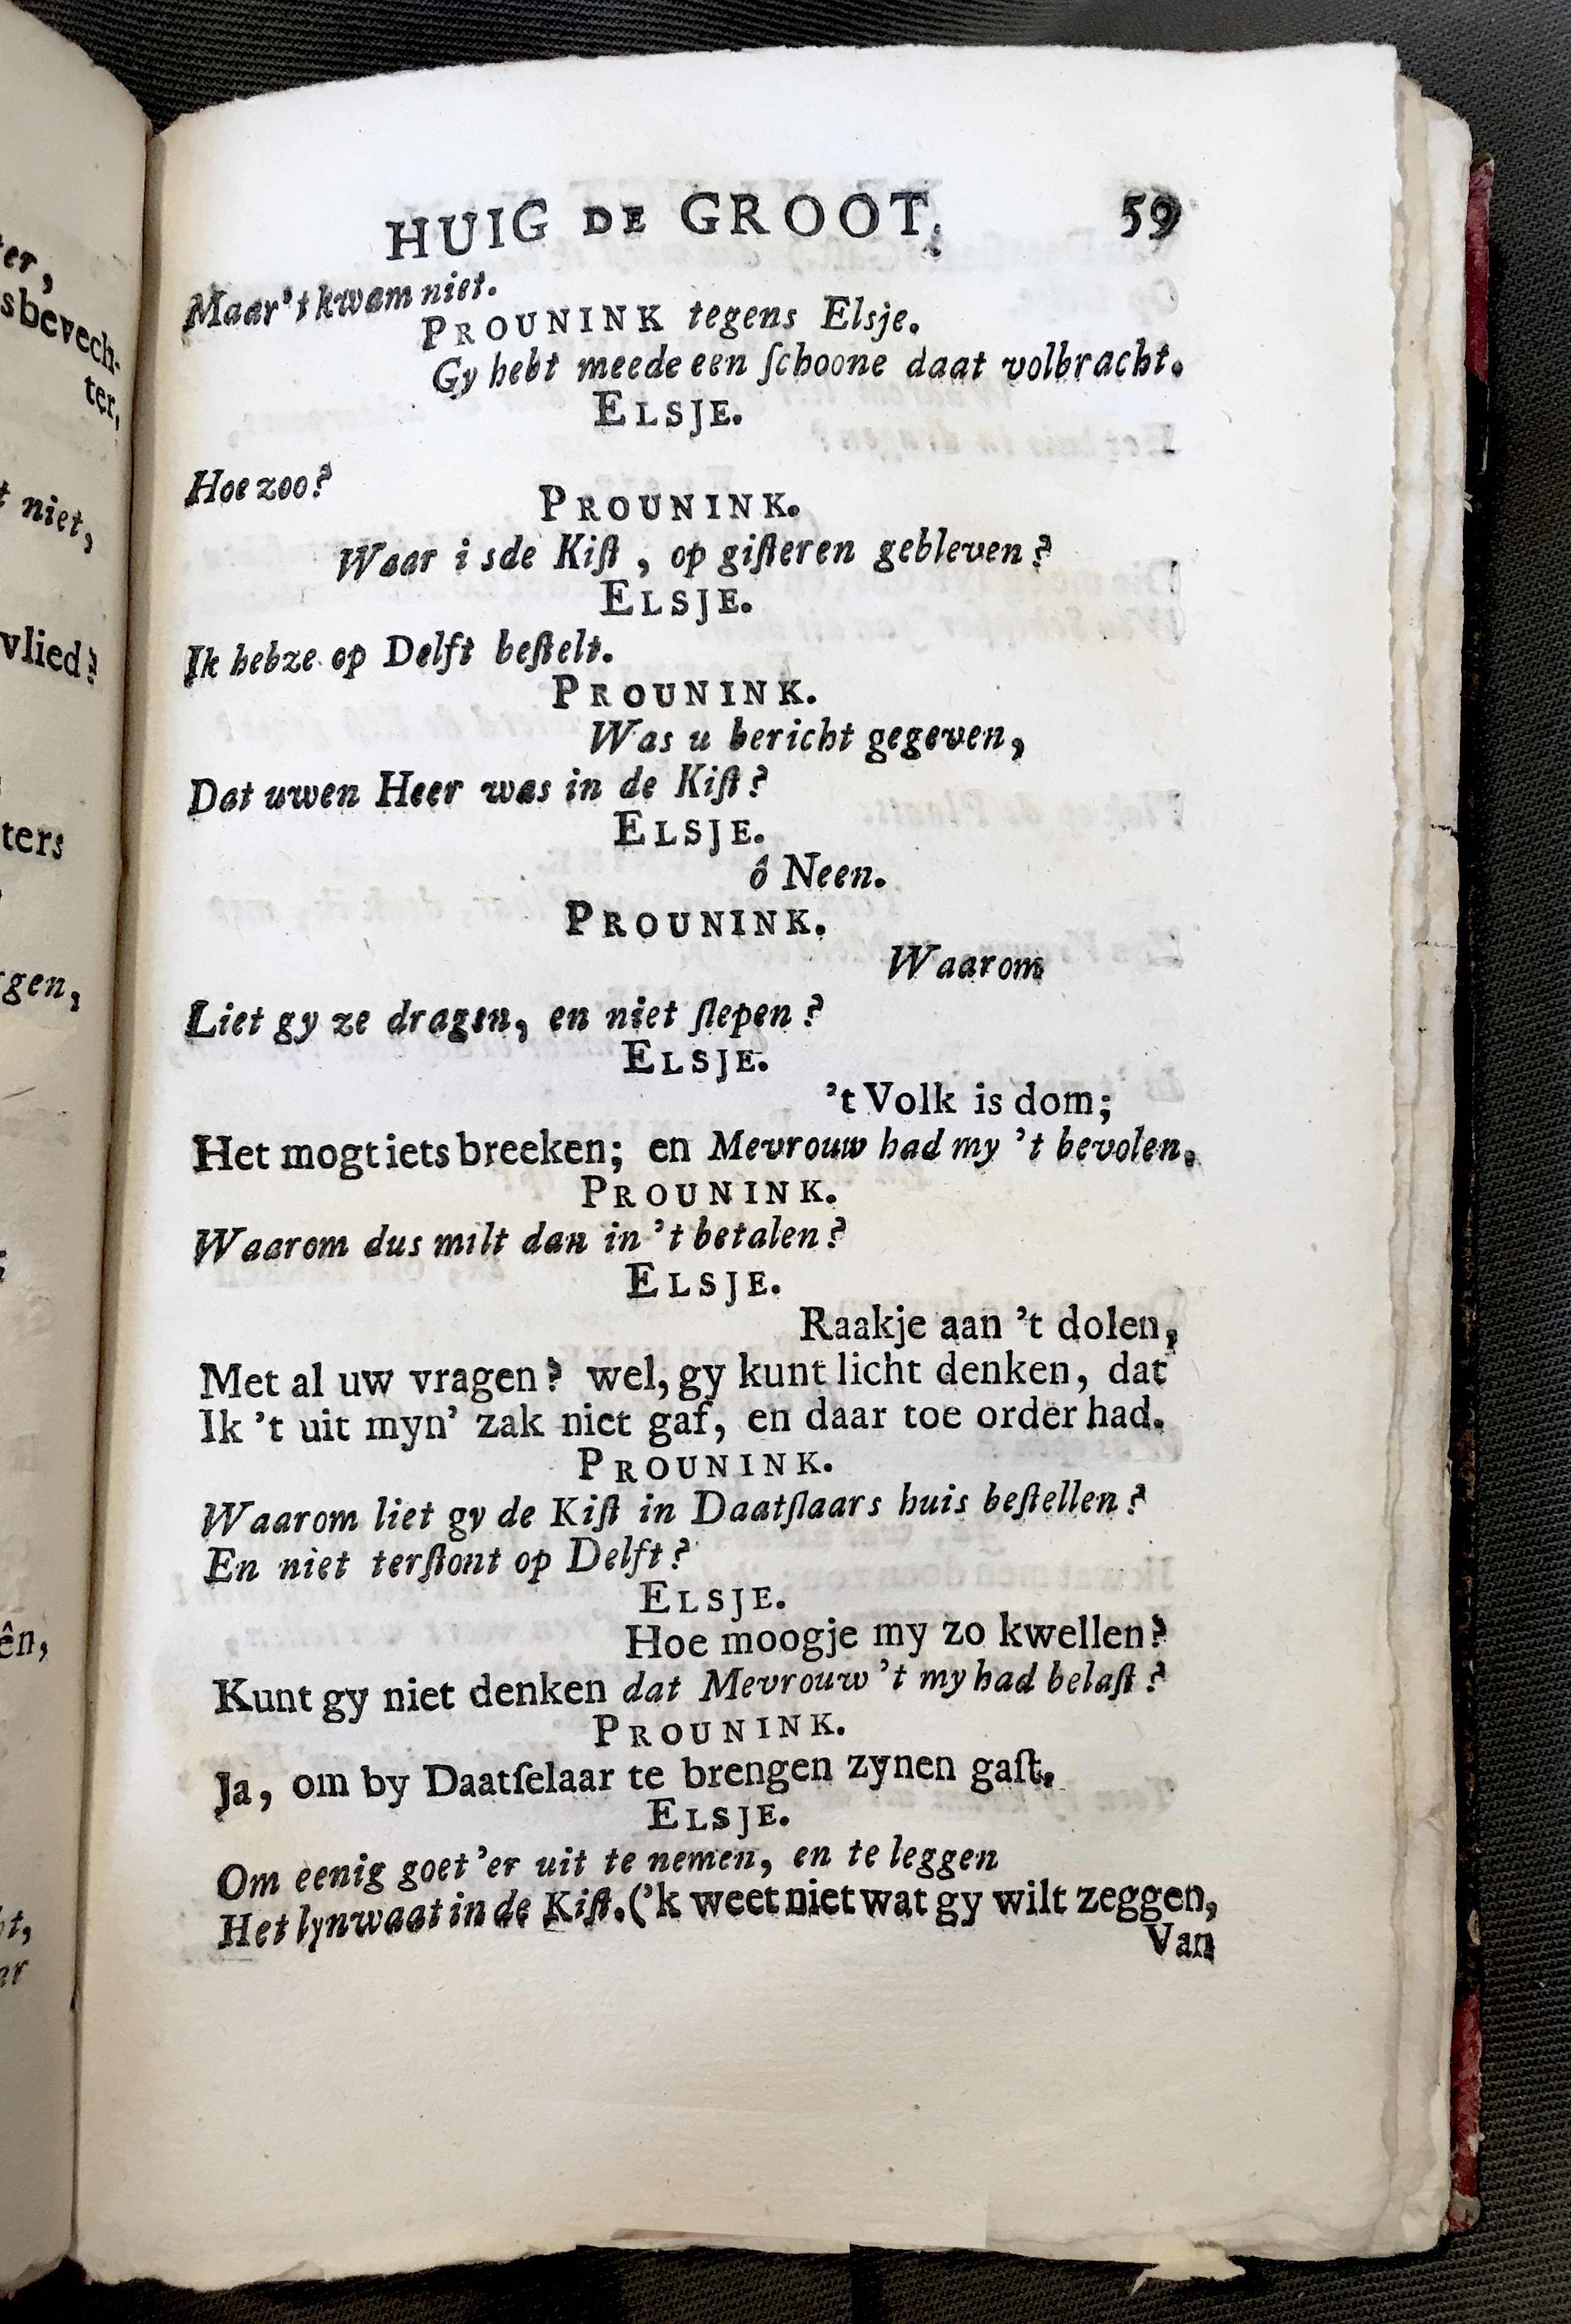 ter,
sbevech-
ter,
t niet,
vlied?
ters
gen,
ên,
HUIG DE GROOT. 59
Maar 't kwam niet.
PROUNINK tegens Elsje.
Gy hebt meede een ſchoone daat volbracht.
ELSJE.
Hoe zoo?
PROUNINK.
Waar i sde Kiſt , op giſteren gebleven?
ELSJE.
Ik hebze op Delft beſtelt.
PROUNINK.
Was u bericht gegeven,
Dat uwen Heer was in de Kiſt?
ELSJE.
ô Neen.
PROUNINK.
Waarom
Liet gy ze dragen, en niet ſlepen?
ELSJE.
't Volk is dom;
Het mogt iets breeken; en Mevrouw had my 't bevolen.
PROUNINK.
Waarom dus milt dan in 't betalen?
ELSJE.
Raakje aan 't dolen,
Met al uw vragen? wel, gy kunt licht denken, dat
Ik 't uit myn' zak niet gaf, en daar toe order had.
PROUNINK.
Waarom liet gy de Kiſt in Daatſlaars huis beſtellen?
En niet terſtont op Delft?
ELSJE.
Hoe moogje my zo kwellen?
Kunt gy niet denken dat Mevrouw 't my had belaſt?
PROUNINK.
Ja, om by Daatſelaar te brengen zynen gaſt.
ELSJE.
Om eenig goet 'er uit te nemen, en te leggen
Het lynwaat in de Kiſt. ('k weet niet wat gy wilt zeggen,
Van